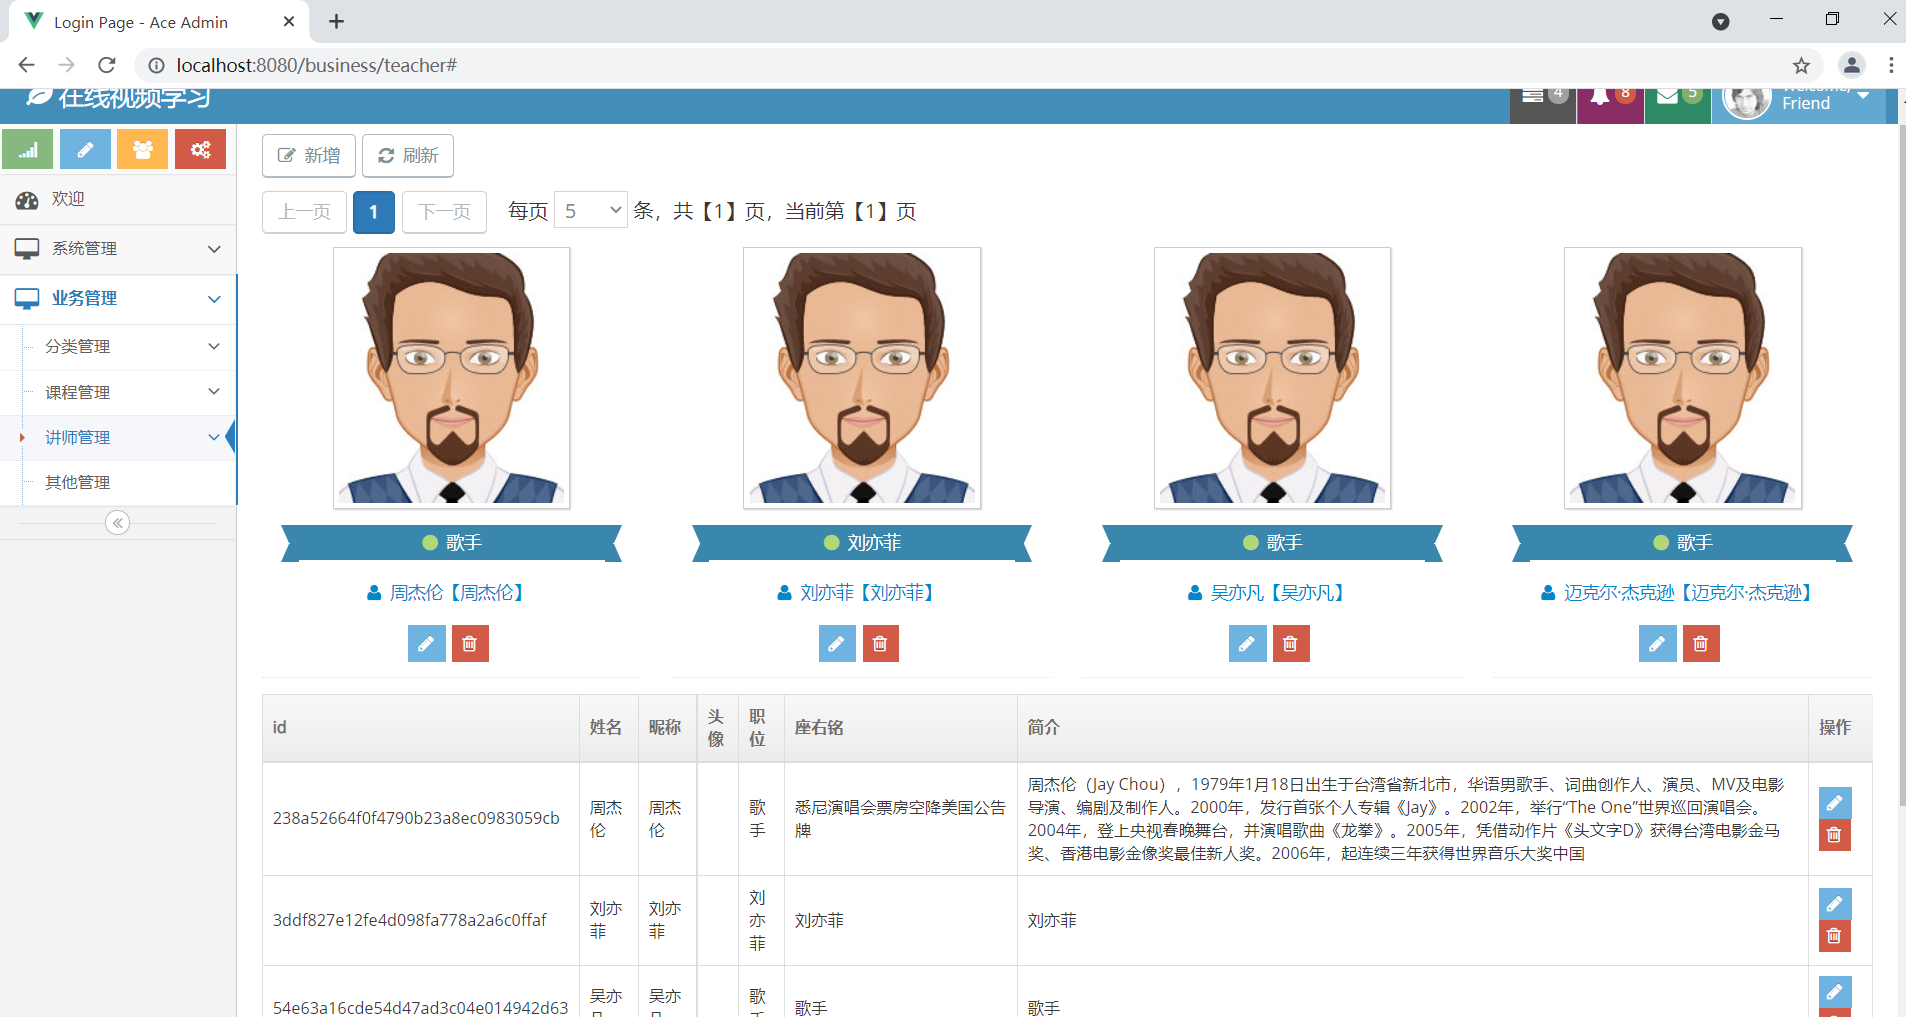 Login Page - Ace Admin
localhost:8080/business/teacher#
在线视频学习
4
8
5
Welcome,
Friend
新增
刷新
欢迎
上一页
1
下一页
每页 5 条，共【1】页，当前第【1】页
系统管理
业务管理
分类管理
课程管理
讲师管理
其他管理
歌手
刘亦菲
歌手
歌手
周杰伦【周杰伦】
刘亦菲【刘亦菲】
吴亦凡【吴亦凡】
迈克尔·杰克逊【迈克尔·杰克逊】
id
姓名
昵称
头
像
职
位
座右铭
简介
操作
238a52664f0f4790b23a8ec0983059cb
周杰
伦
周杰
伦
歌
手
悉尼演唱会票房空降美国公告
牌
周杰伦（Jay Chou），1979年1月18日出生于台湾省新北市，华语男歌手、词曲创作人、演员、MV及电影
导演、编剧及制作人。2000年，发行首张个人专辑《Jay》。2002年，举行“The One”世界巡回演唱会。
2004年，登上央视春晚舞台，并演唱歌曲《龙拳》。2005年，凭借动作片《头文字D》获得台湾电影金马
奖、香港电影金像奖最佳新人奖。2006年，起连续三年获得世界音乐大奖中国
3ddf827e12fe4d098fa778a2a6c0ffaf
刘亦
菲
刘亦
菲
刘
亦
菲
刘亦菲
刘亦菲
54e63a16cde54d47ad3c04e014942d63
吴亦
吴亦
歌
歌手
歌手